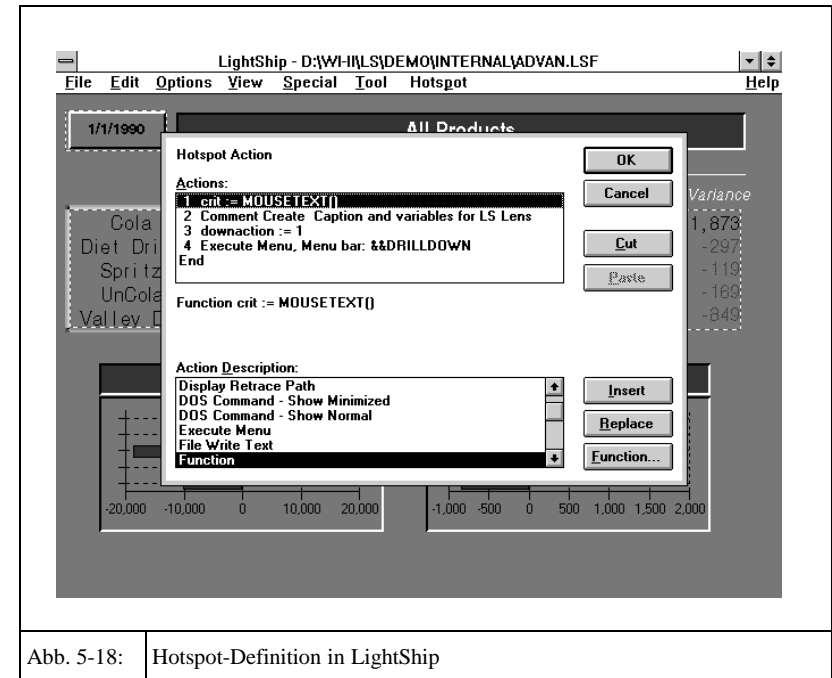 LightShip - D:\WI-II\LS\DEMO\INTERNAL\ADVAN.LSF
File Edit Options View Special Tool Hotspot Help
1/1/1990 All Products
Hotspot Action
OK
Actions:
1 crit := MOUSETEXT()
2 Comment Create Caption and variables for LS Lens
3 downaction := 1
4 Execute Menu, Menu bar: &&DRILLDOWN
End
Cancel
Cut
Paste
Variance
Cola 1,873
Diet Dri -297
Spritz -119
UnCola -169
Valley D -849
Function crit := MOUSETEXT()
Action Description:
Display Retrace Path
DOS Command - Show Minimized
DOS Command - Show Normal
Execute Menu
File Write Text
Function
Insert
Replace
Function...
-20,000 -10,000 0 10,000 20,000
-1,000 -500 0 500 1,000 1,500 2,000
Abb. 5-18: Hotspot-Definition in LightShip